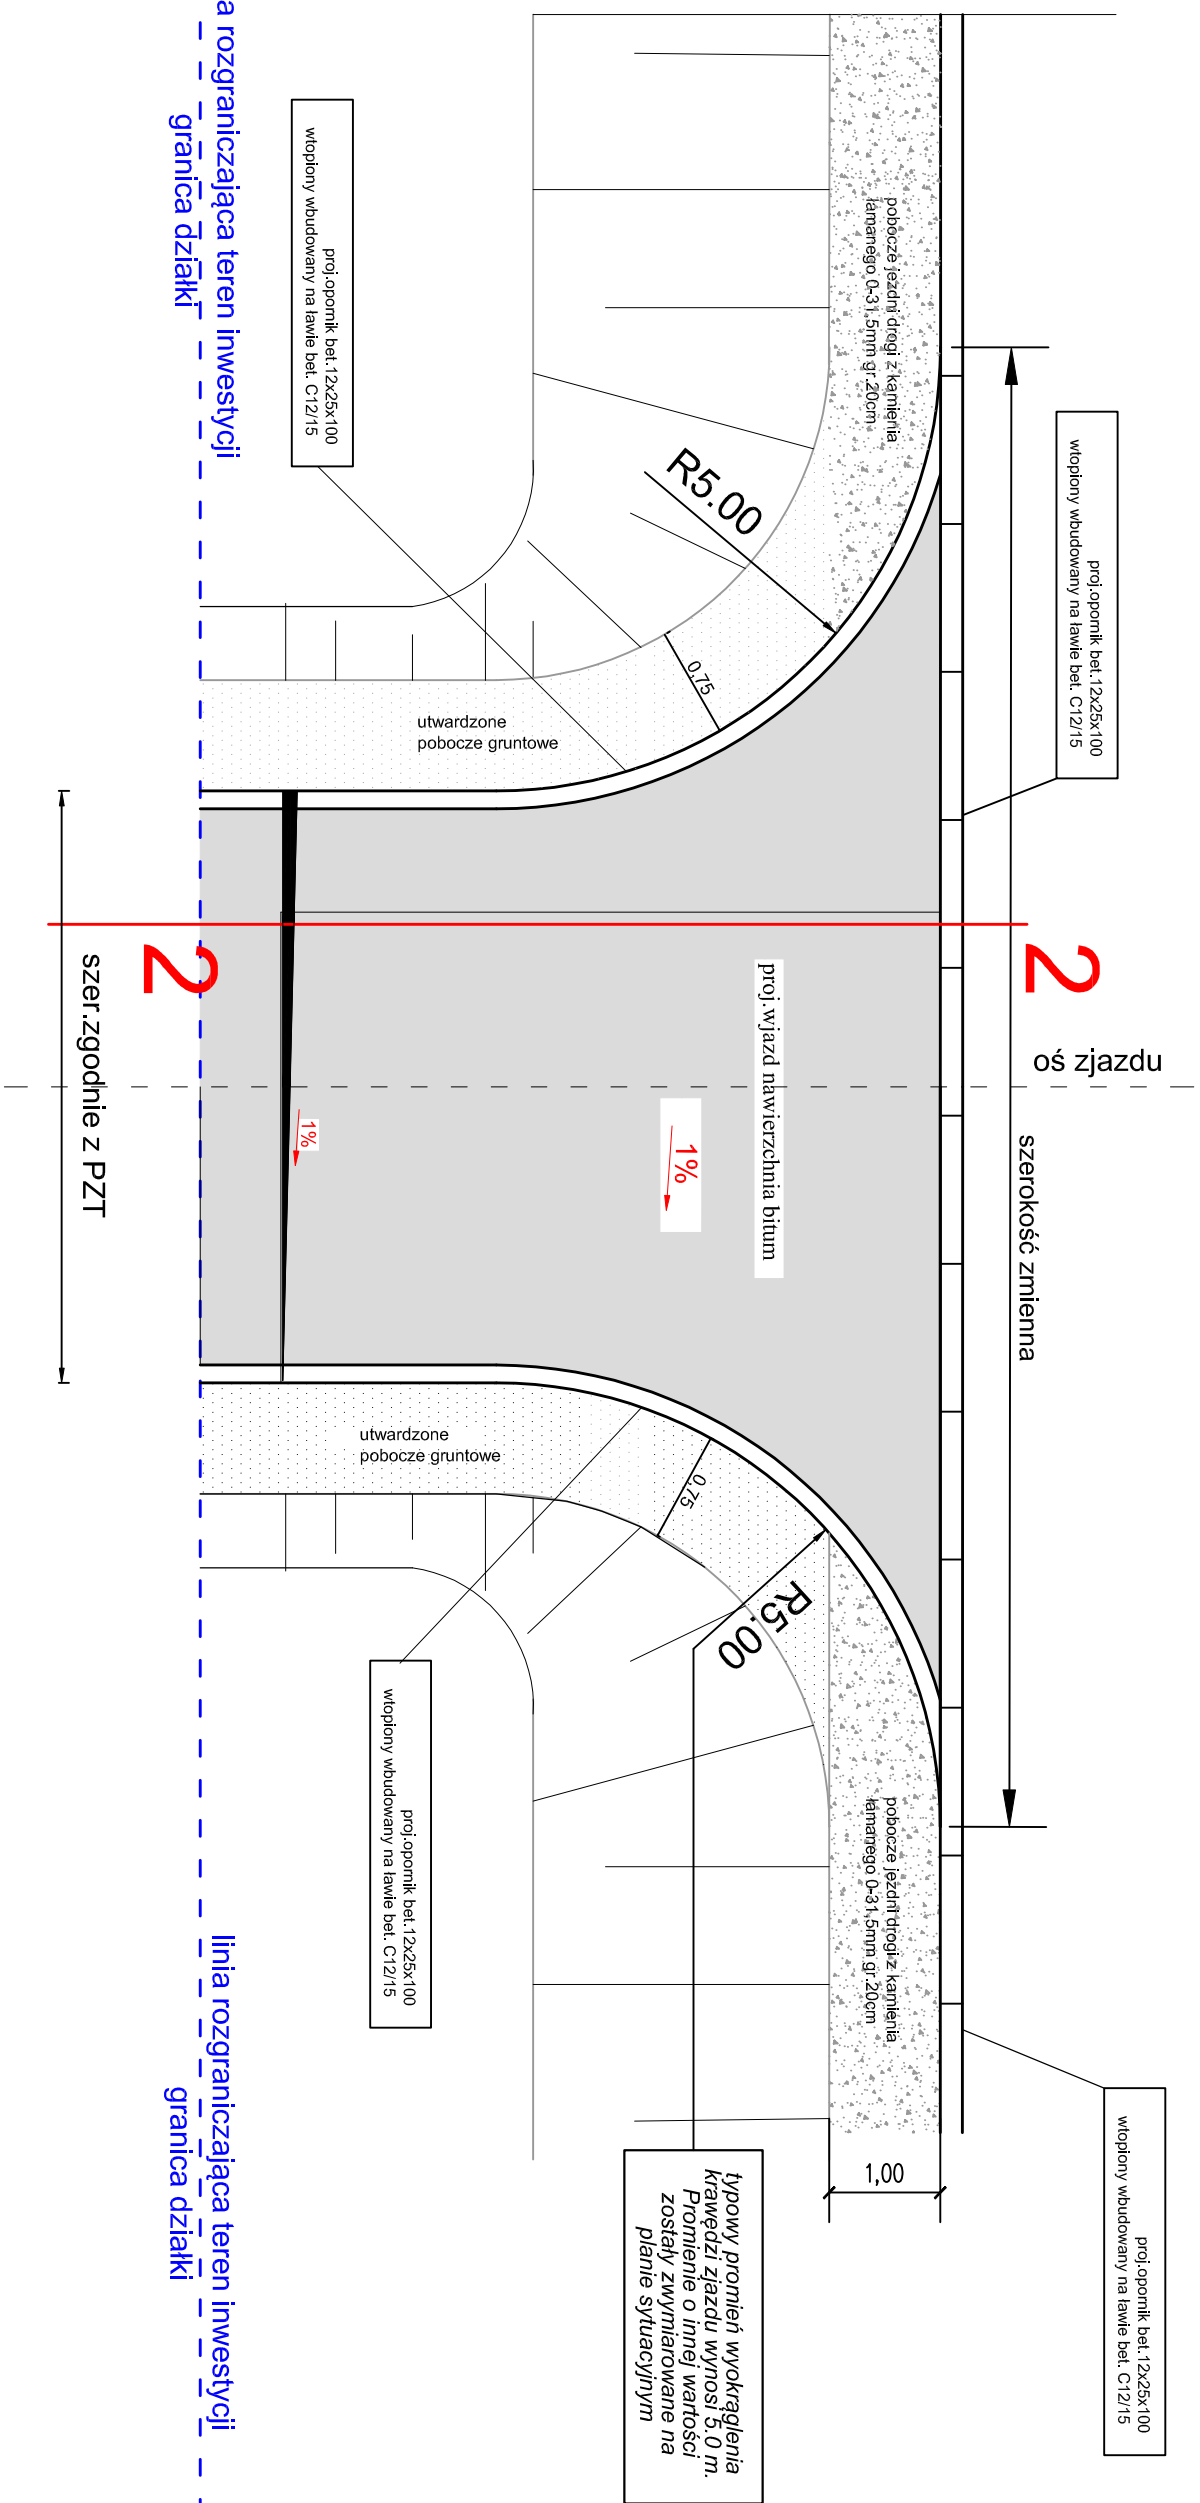 a rozgraniczająca teren inwestycji
granica działki
proj.opornik bet.12x25x100
wtopiony wbudowany na ławie bet. C12/15
pobocze jezdni drogi z kamienia
łamanego 0-31,5mm gr.20cm
proj.opornik bet.12x25x100
wtopiony wbudowany na ławie bet. C12/15
R5.00
0,75
utwardzone
pobocze gruntowe
2
2
oś zjazdu
szer.zgodnie z PZT
proj.wjazd nawierzchnia bitum
1%
1%
szerokość zmienna
utwardzone
pobocze gruntowe
0,75
R5.00
proj.opornik bet.12x25x100
wtopiony wbudowany na ławie bet. C12/15
pobocze jezdni drogi z kamienia
łamanego 0-31,5mm gr.20cm
linia rozgraniczająca teren inwestycji
granica działki
1,00
typowy promień wyokrąglenia
krawędzi zjazdu wynosi 5.0 m.
Promienie o innej wartości
zostały zwymiarowane na
planie sytuacyjnym
proj.opornik bet.12x25x100
wtopiony wbudowany na ławie bet. C12/15